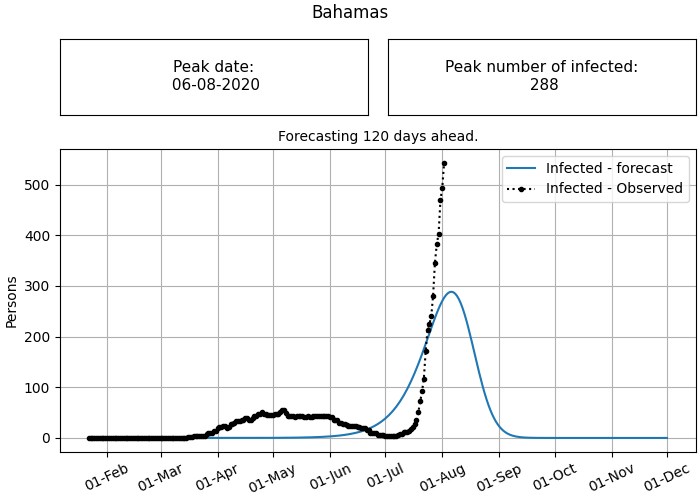 Bahamas
Peak date:
06-08-2020
Peak number of infected:
288
Forecasting 120 days ahead.
Infected - forecast
Infected - Observed
Persons
500
400
300
200
100
0
01-Feb
01-Mar
01-Apr
01-May
01-Jun
01-Jul
01-Aug
01-Sep
01-Oct
01-Nov
01-Dec